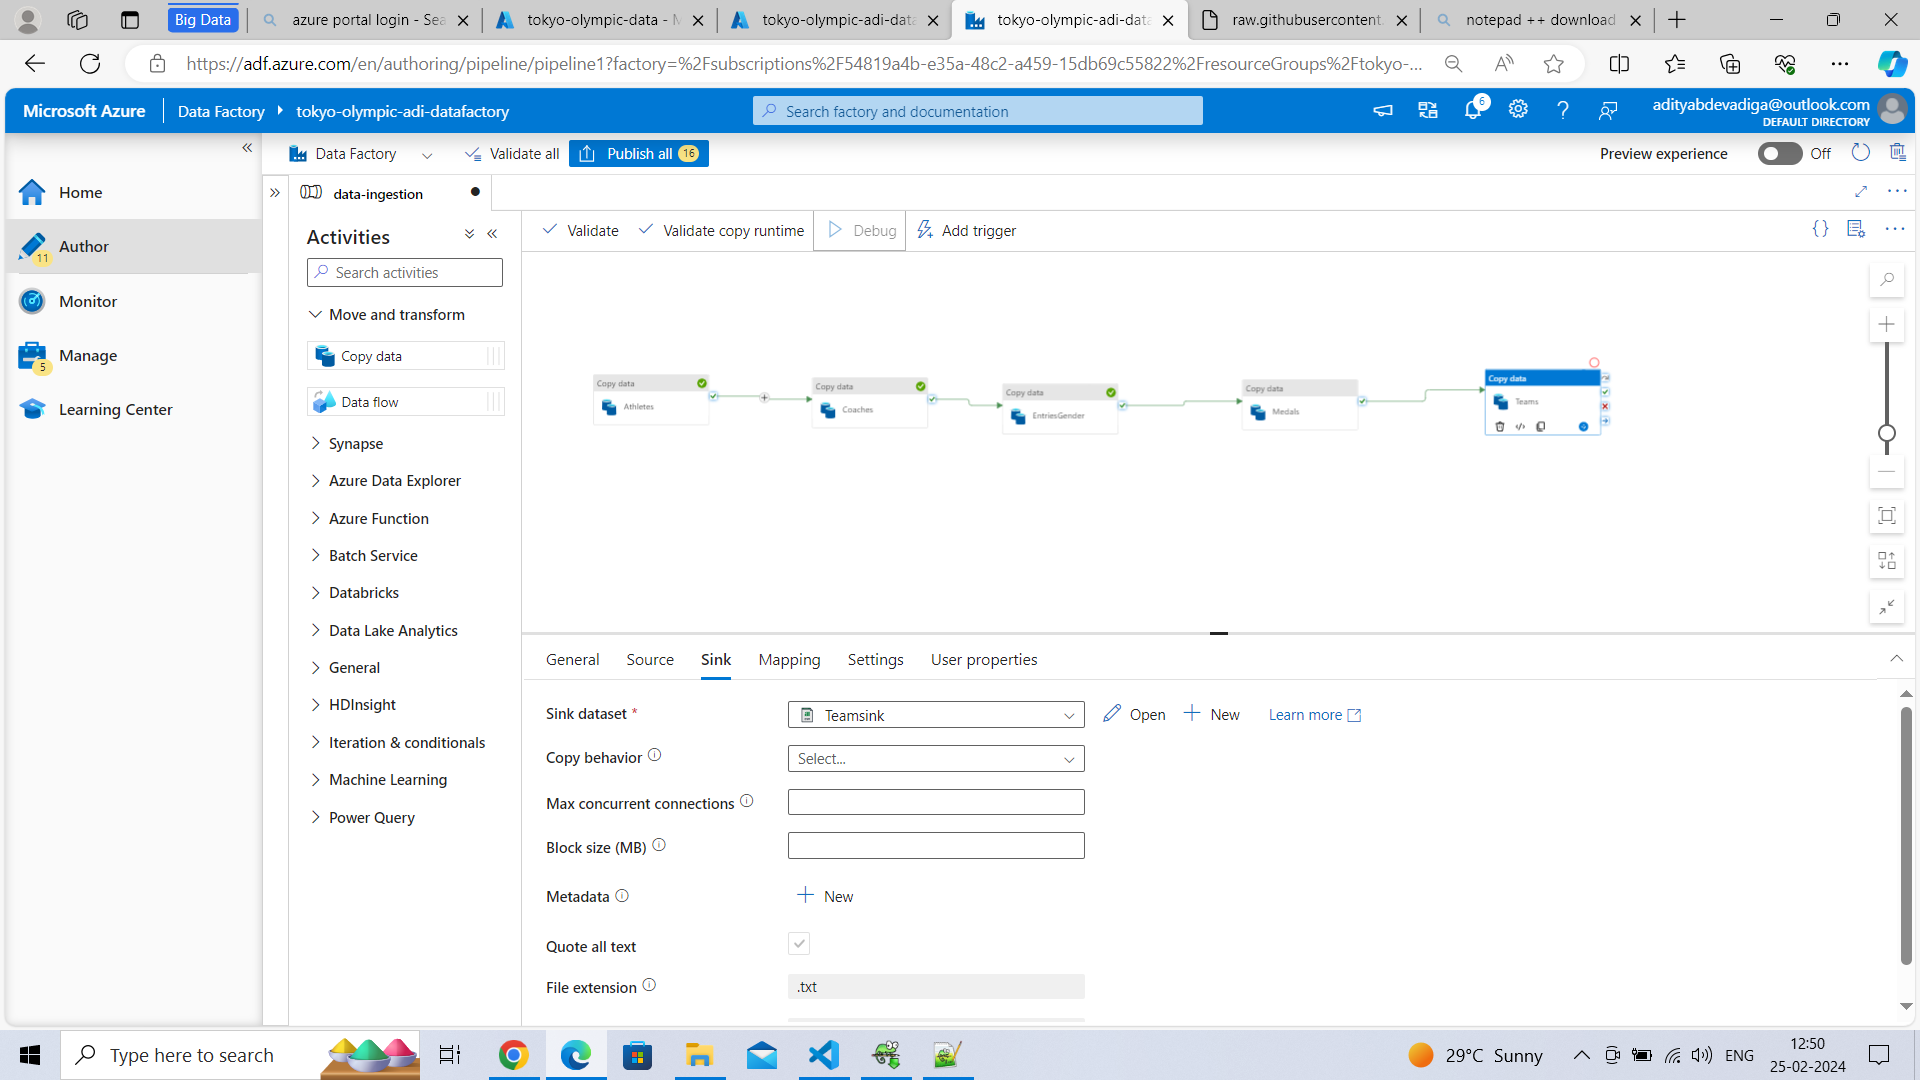 Big Data
azure portal login - Sea
tokyo-olympic-data - M
tokyo-olympic-adi-data
tokyo-olympic-adi-data
raw.githubusercontent.
notepad ++ download
https://adf.azure.com/en/authoring/pipeline/pipeline1?factory=%2Fsubscriptions%2F54819a4b-e35a-48c2-a459-15db69c55822%2FresourceGroups%2Ftokyo-...
Microsoft Azure
Data Factory
tokyo-olympic-adi-datafactory
Search factory and documentation
6
adityabdevadiga@outlook.com
DEFAULT DIRECTORY
Data Factory
Validate all
Publish all 16
Preview experience
Off
Home
Author
11
Monitor
Manage
5
Learning Center
data-ingestion
Activities
Search activities
Move and transform
Copy data
Data flow
Synapse
Azure Data Explorer
Azure Function
Batch Service
Databricks
Data Lake Analytics
General
HDInsight
Iteration & conditionals
Machine Learning
Power Query
Validate
Validate copy runtime
Debug
Add trigger
Copy data
Athletes
Copy data
Coaches
Copy data
EntriesGender
Copy data
Medals
Copy data
Teams
General
Source
Sink
Mapping
Settings
User properties
Sink dataset *
Teamsink
Open
New
Learn more
Copy behavior
Select...
Max concurrent connections
Block size (MB)
Metadata
New
Quote all text
File extension
.txt
Type here to search
29°C Sunny
ENG
12:50
25-02-2024